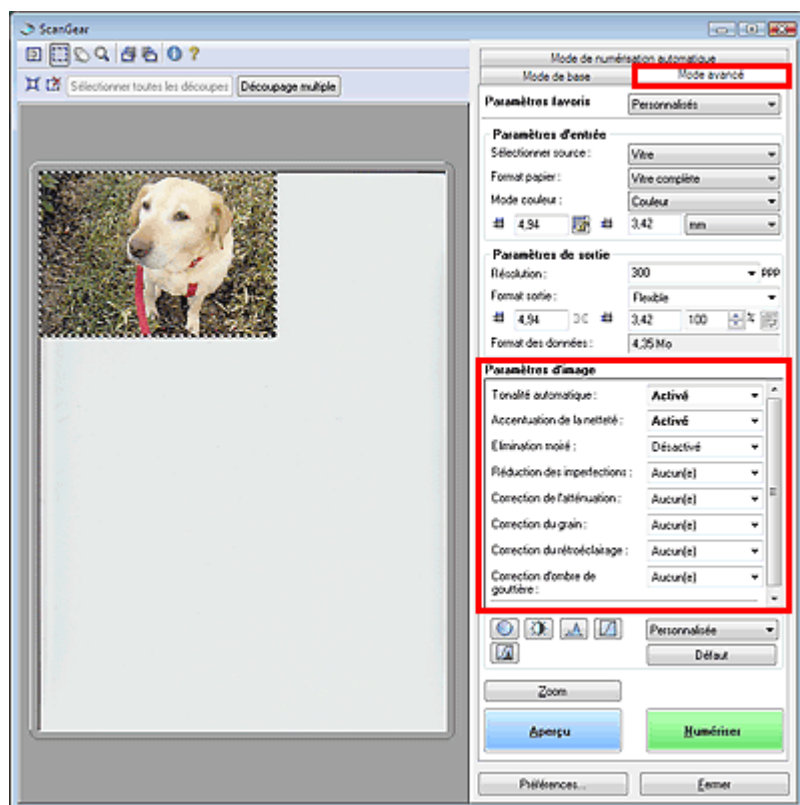 ScanGear
Sélectionner toutes les découpes Découpage multiple
Mode de numérisation automatique
Mode de base Mode avancé
Paramètres favoris Personnalisés
Paramètres d'entrée
Sélectionner source : Vitre
Format papier : Vitre complète
Mode couleur : Couleur
4,94 3,42 mm
Paramètres de sortie
Résolution : 300 PPP
Format sortie : Flexible
4,94 3,42 100 %
Format des données : 4,35 Mo
Paramètres d'image
Tonalité automatique : Activé
Accentuation de la netteté : Activé
Elimination moiré : Désactivé
Réduction des imperfections : Aucun(e)
Correction de l'atténuation : Aucun(e)
Correction du grain : Aucun(e)
Correction du rétroéclairage : Aucun(e)
Correction d'ombre de Aucun(e)
gouttière :
Personnalisée
Défaut
Zoom
Aperçu Numériser
Préférences... Fermer